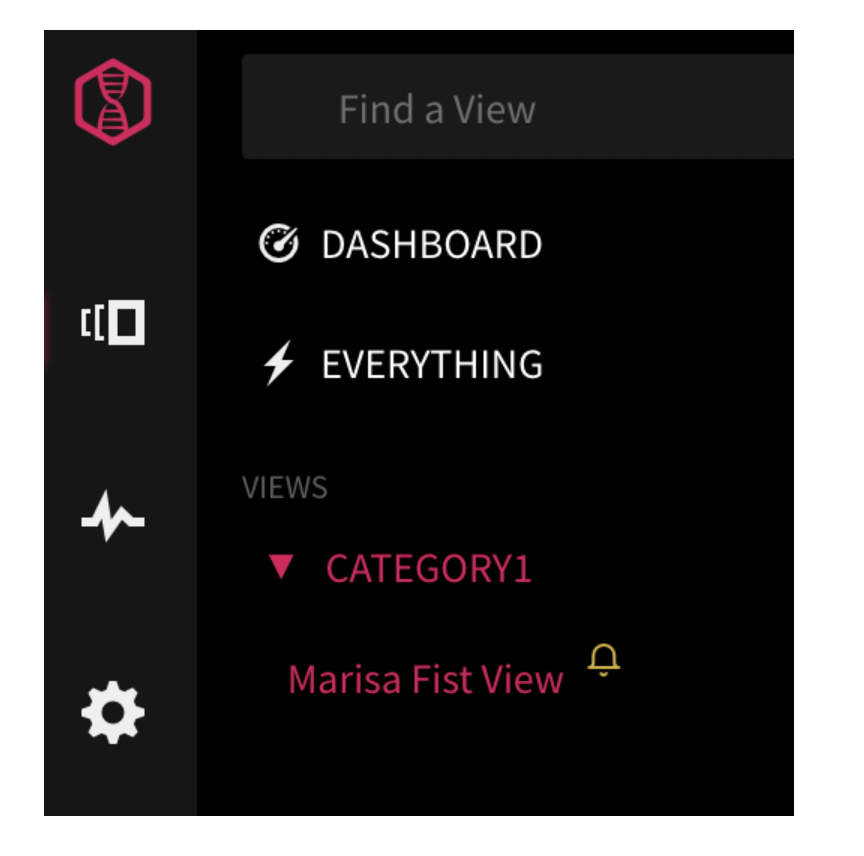 Find a View
DASHBOARD
EVERYTHING
VIEWS
CATEGORY1
Marisa Fist View